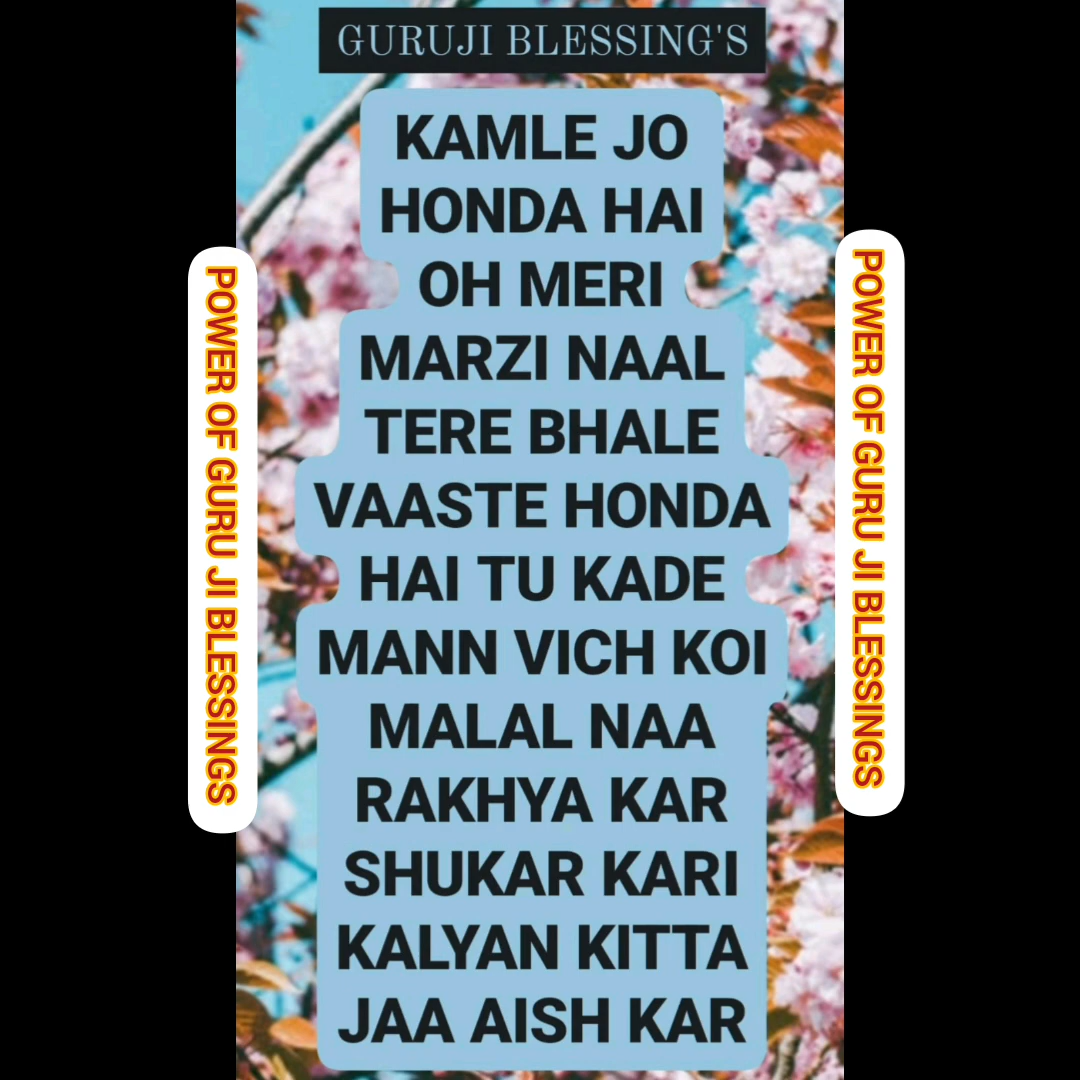 GURUJI BLESSING'S
KAMLE JO
HONDA HAI
OH MERI
MARZI NAAL
TERE BHALE
VAASTE HONDA
HAI TU KADE
MANN VICH KOI
MALAL NAA
RAKHYA KAR
SHUKAR KARI
KALYAN KITTA
JAA AISH KAR
POWER OF GURU JI BLESSINGS
POWER OF GURU JI BLESSINGS